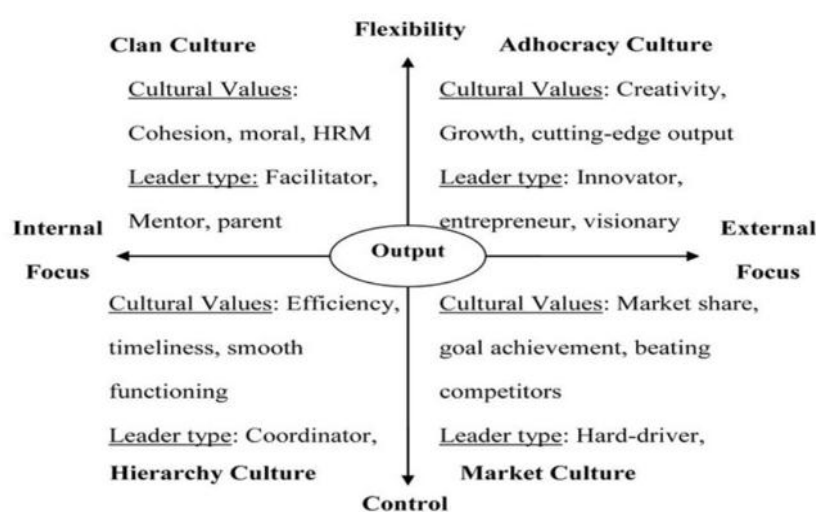 Flexibility
Clan Culture
Adhocracy Culture
Cultural Values:
Cohesion, moral, HRM
Leader type: Facilitator,
Mentor, parent
Cultural Values: Creativity,
Growth, cutting-edge output
Leader type: Innovator,
entrepreneur, visionary
Internal
Focus
Output
External
Focus
Cultural Values: Efficiency,
timeliness, smooth
functioning
Leader type: Coordinator,
Hierarchy Culture
Cultural Values: Market share,
goal achievement, beating
competitors
Leader type: Hard-driver,
Market Culture
Control